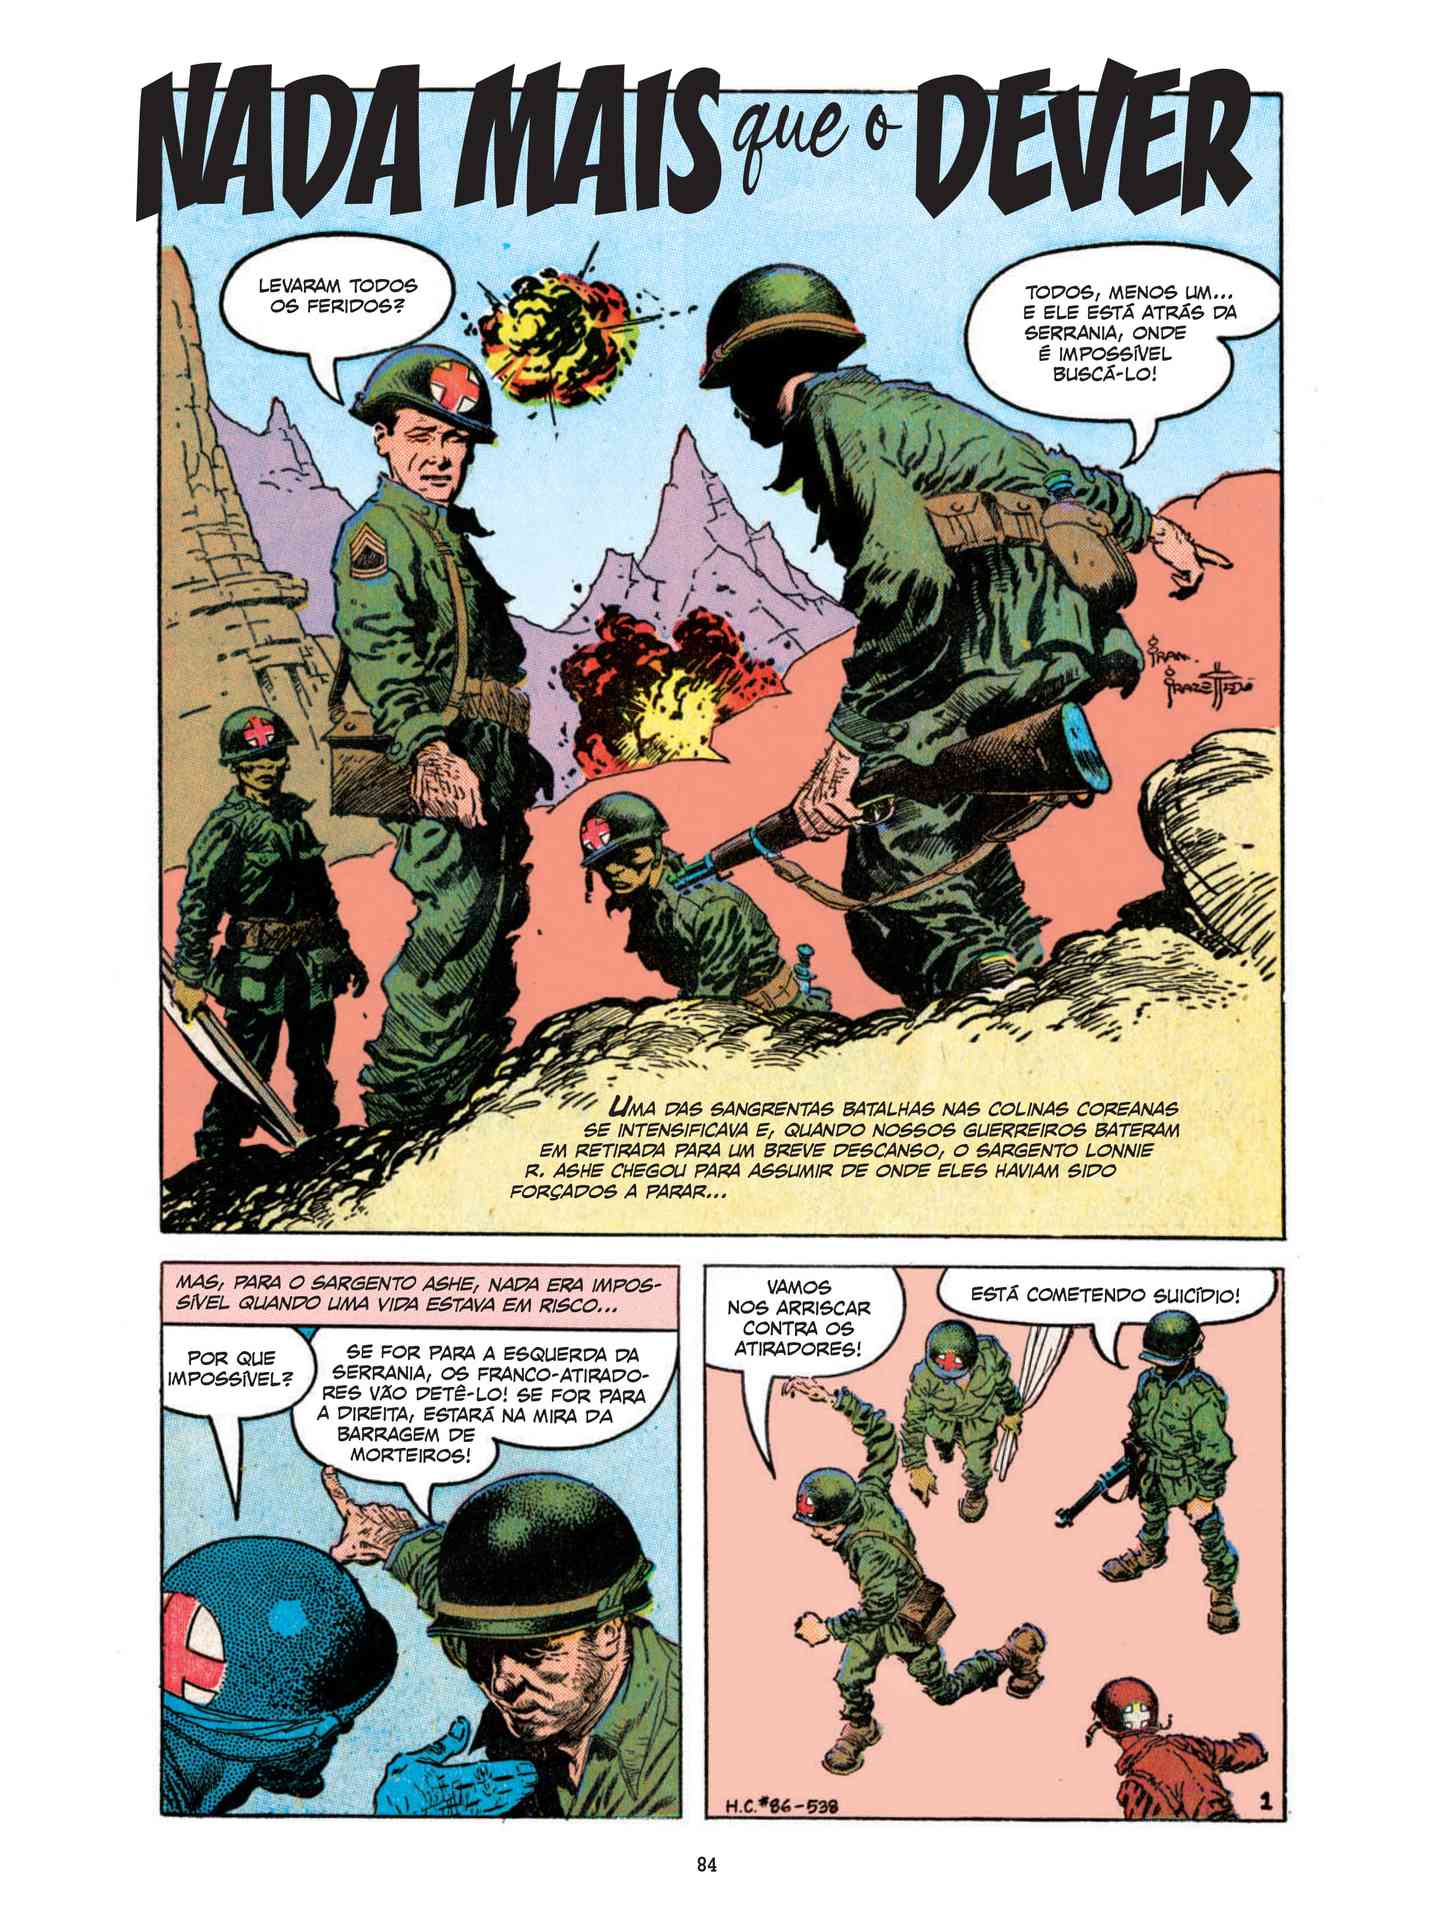 NADA MAIS que o DEVER
LEVARAM TODOS
OS FERIDOS?
TODOS, MENOS UM...
E ELE ESTÁ ATRÁS DA
SERRANIA, ONDE
É IMPOSSÍVEL
BUSCÁ-LO!
FRAN.
FRAZETTA
UMA DAS SANGRENTAS BATALHAS NAS COLINAS COREANAS
SE INTENSIFICAVA E, QUANDO NOSSOS GUERREIROS BATERAM
EM RETIRADA PARA UM BREVE DESCANSO, O SARGENTO LONNIE
R. ASHE CHEGOU PARA ASSUMIR DE ONDE ELES HAVIAM SIDO
FORÇADOS A PARAR...
MAS, PARA O SARGENTO ASHE, NADA ERA IMPOS-
SÍVEL QUANDO UMA VIDA ESTAVA EM RISCO...
POR QUE
IMPOSSÍVEL?
SE FOR PARA A ESQUERDA DA
SERRANIA, OS FRANCO-ATIRADO-
RES VÃO DETÊ-LO! SE FOR PARA
A DIREITA, ESTARÁ NA MIRA DA
BARRAGEM DE
MORTEIROS!
VAMOS
NOS ARRISCAR
CONTRA OS
ATIRADORES!
ESTÁ COMETENDO SUICÍDIO!
H.C.#86-538
1
84